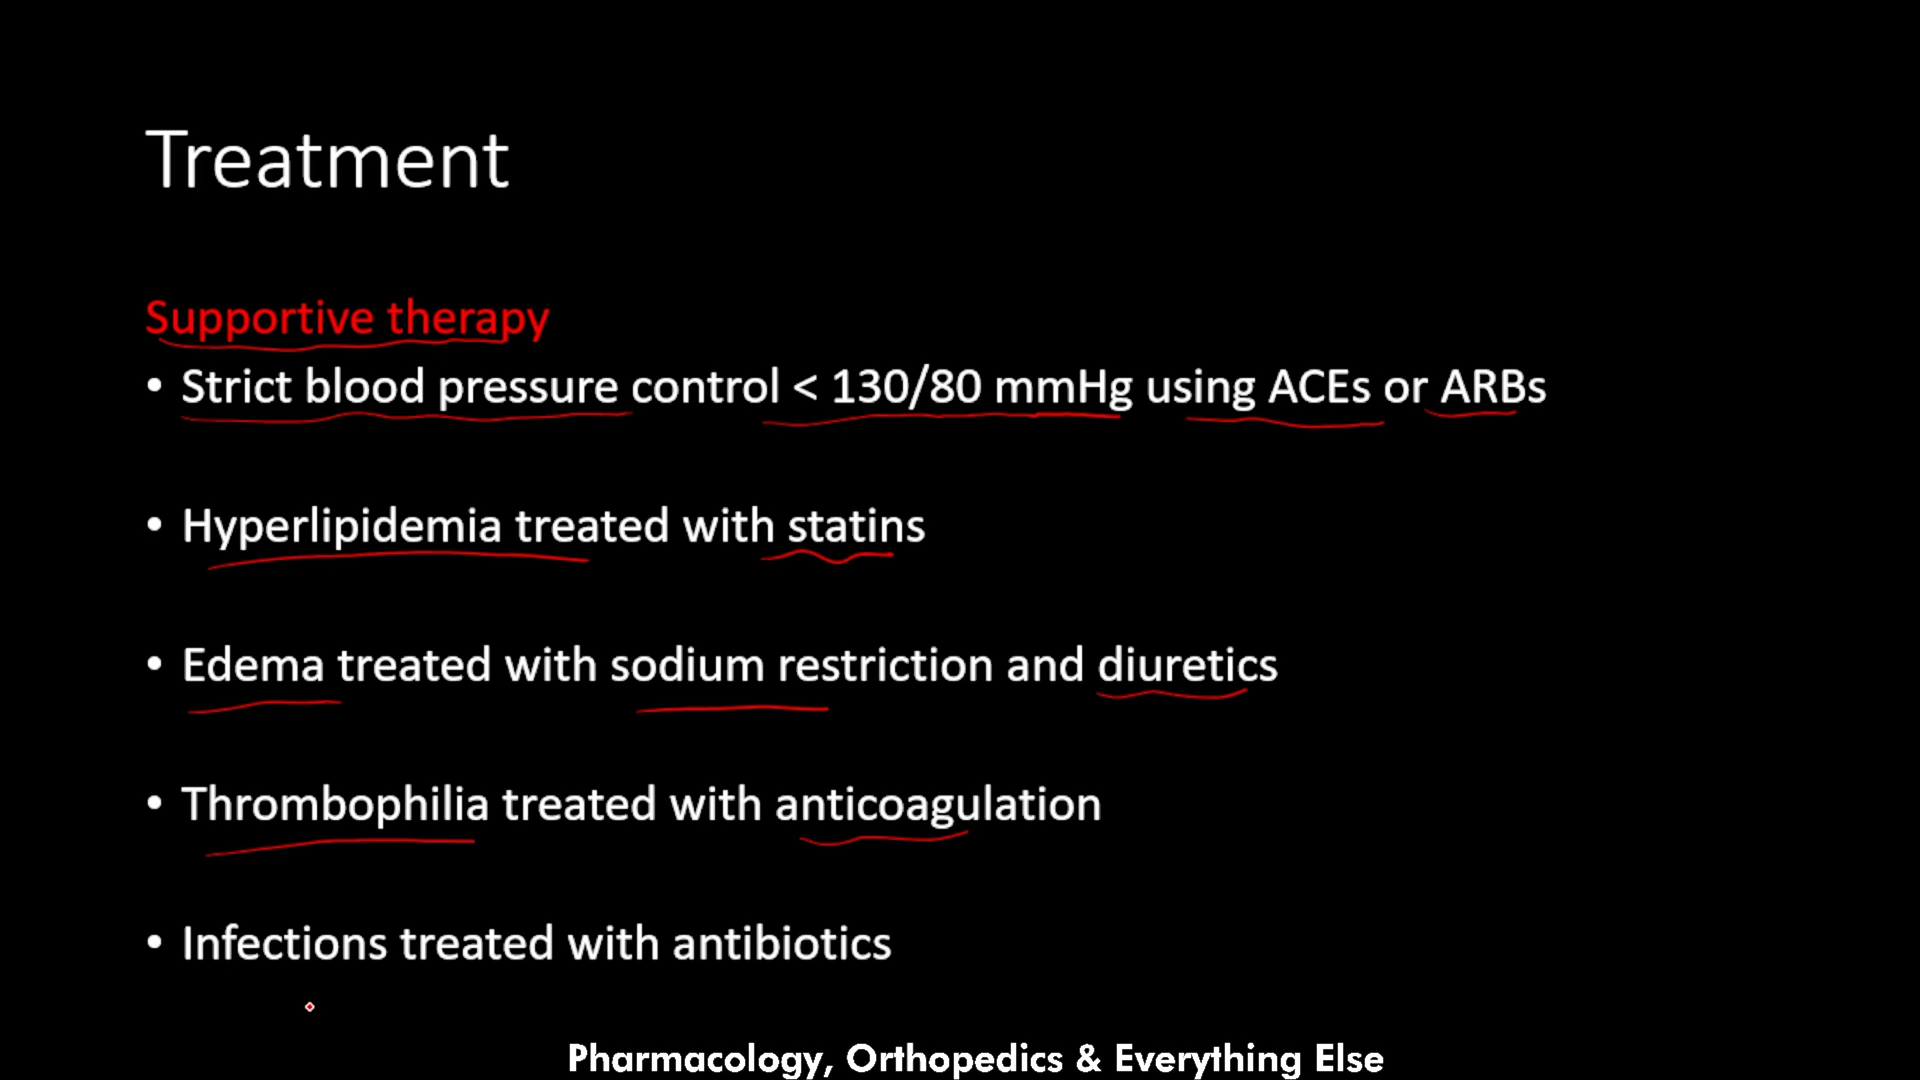 Treatment
Supportive therapy
• Strict blood pressure control < 130/80 mmHg using ACEs or ARBs
• Hyperlipidemia treated with statins
• Edema treated with sodium restriction and diuretics
• Thrombophilia treated with anticoagulation
• Infections treated with antibiotics
Pharmacology, Orthopedics & Everything Else